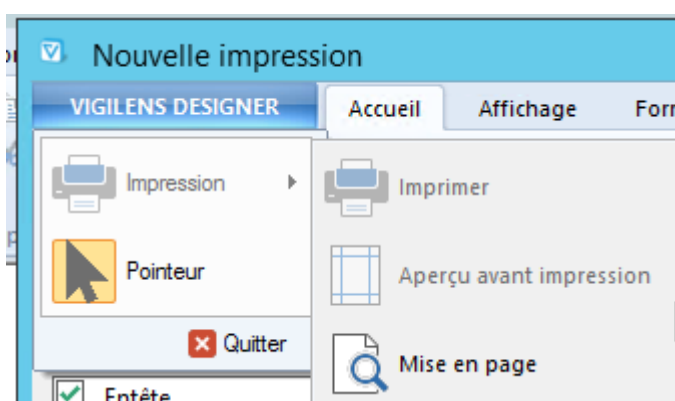 Nouvelle impression
VIGILENS DESIGNER Accueil Affichage
Impression Imprimer
Pointeur Aperçu avant impression
Quitter Mise en page
Entête